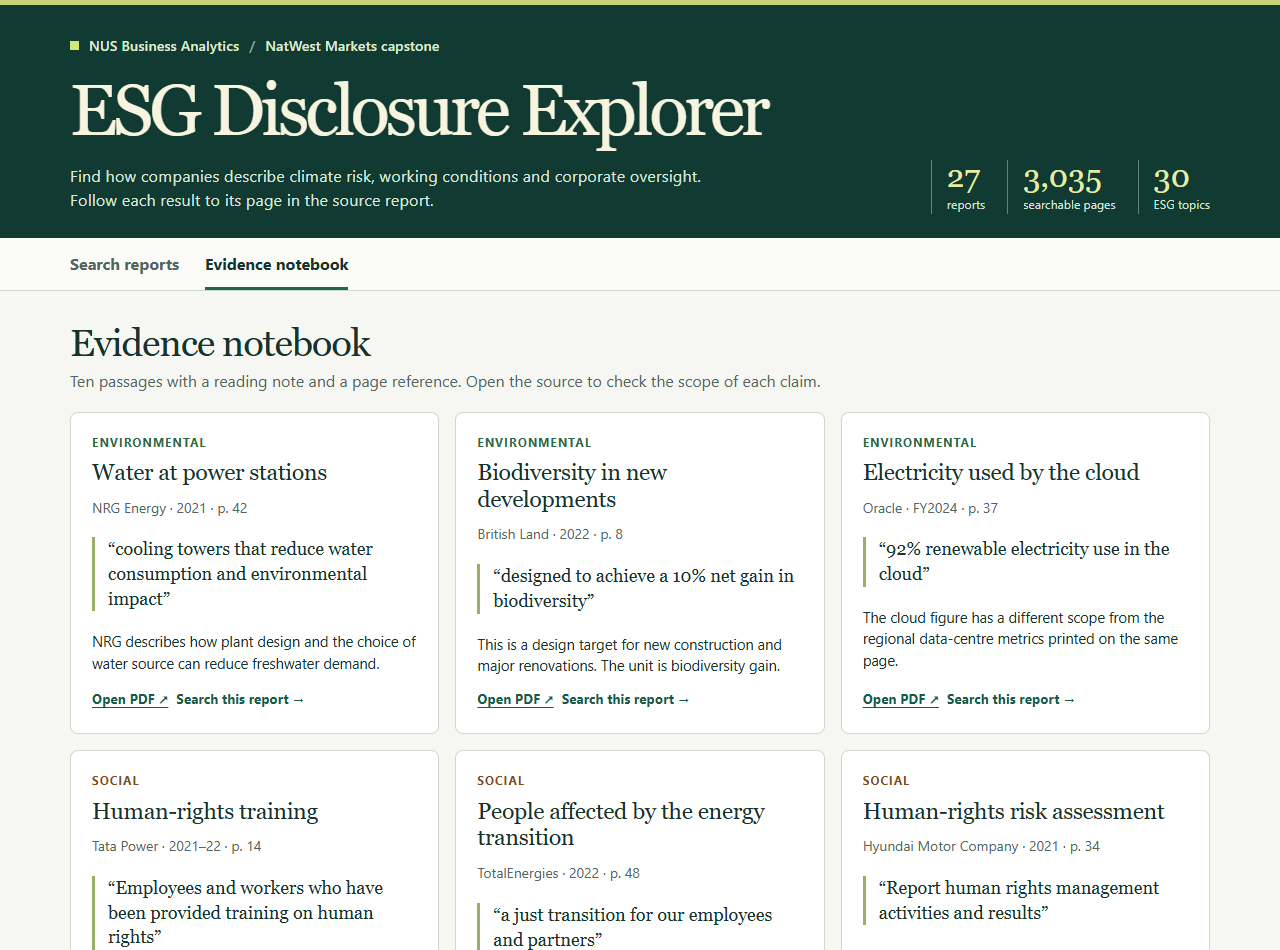 NUS Business Analytics / NatWest Markets capstone
ESG Disclosure Explorer
Find how companies describe climate risk, working conditions and corporate oversight.
Follow each result to its page in the source report.
27
reports
3,035
searchable pages
30
ESG topics
Search reports
Evidence notebook
Evidence notebook
Ten passages with a reading note and a page reference. Open the source to check the scope of each claim.
ENVIRONMENTAL
Water at power stations
NRG Energy · 2021 · p. 42
“cooling towers that reduce water
consumption and environmental
impact”
NRG describes how plant design and the choice of
water source can reduce freshwater demand.
Open PDF ↗ Search this report →
ENVIRONMENTAL
Biodiversity in new
developments
British Land · 2022 · p. 8
“designed to achieve a 10% net gain in
biodiversity”
This is a design target for new construction and
major renovations. The unit is biodiversity gain.
Open PDF ↗ Search this report →
ENVIRONMENTAL
Electricity used by the cloud
Oracle · FY2024 · p. 37
“92% renewable electricity use in the
cloud”
The cloud figure has a different scope from the
regional data-centre metrics printed on the same
page.
Open PDF ↗ Search this report →
SOCIAL
Human-rights training
Tata Power · 2021–22 · p. 14
“Employees and workers who have
been provided training on human
rights”
SOCIAL
People affected by the energy
transition
TotalEnergies · 2022 · p. 48
“a just transition for our employees
and partners”
SOCIAL
Human-rights risk assessment
Hyundai Motor Company · 2021 · p. 34
“Report human rights management
activities and results”